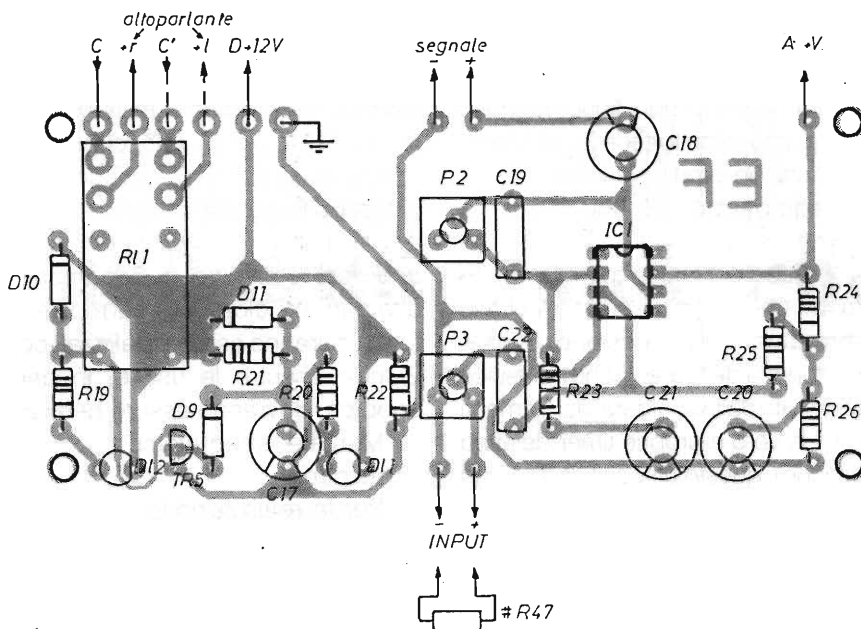 altoparlante
C +r C' +l D+12V segnale A +V
- +
C18
P2 C19
EF
IC1
D10 RL1
D11 R24
P3 C22 R25
R21
R19 R20 R22 R23 C21 C20
D9 R26
D12 TR5 C17 DL1
- +
INPUT
#R47